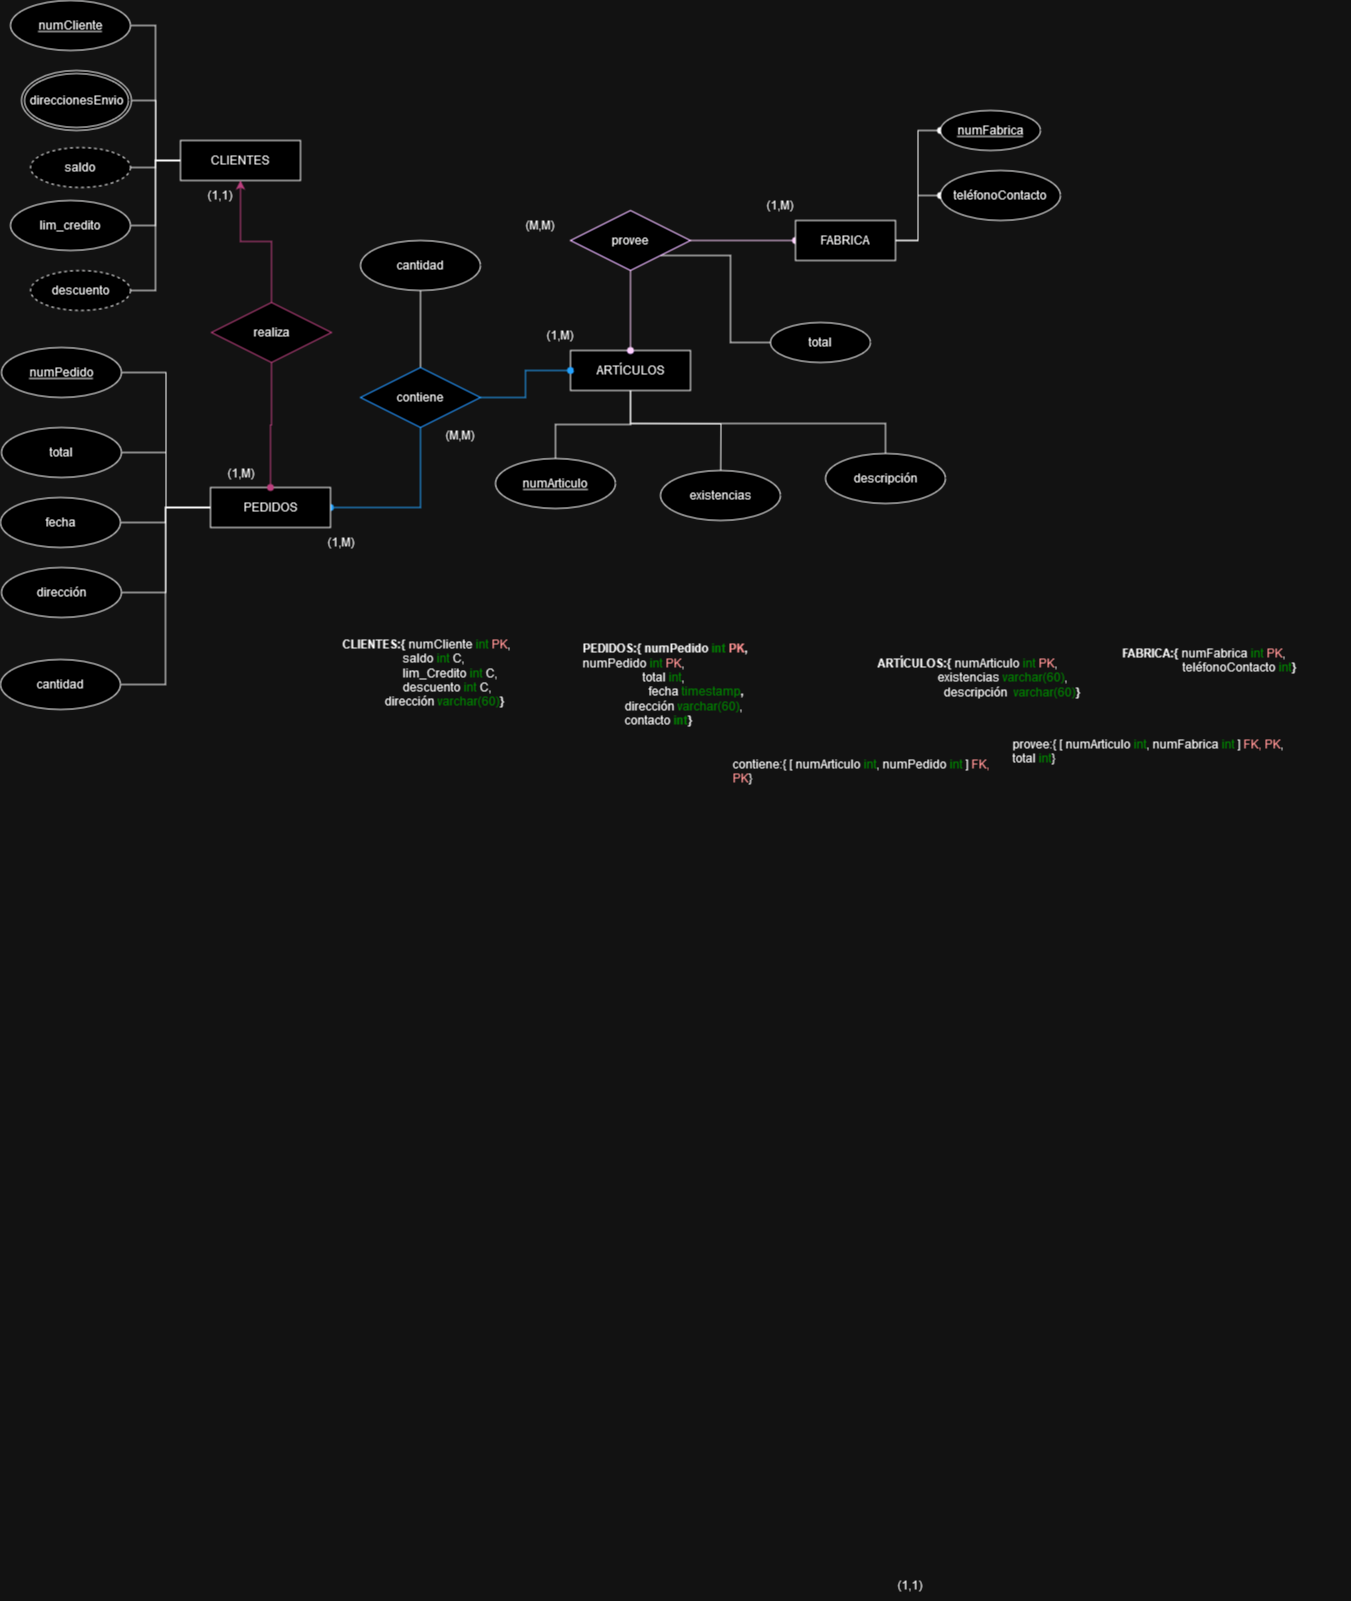 numCliente
direccionesEnvio
saldo
lim_credito
descuento
CLIENTES
(1,1)
realiza
numPedido
total
fecha
dirección
cantidad
(1,M)
PEDIDOS
(1,M)
cantidad
contiene
(M,M)
(M,M)
provee
(1,M)
FABRICA
numFabrica
teléfonoContacto
total
(1,M)
ARTÍCULOS
numArticulo
existencias
descripción
CLIENTES:{ numCliente int PK,
saldo int C,
lim_Credito int C,
descuento int C,
dirección varchar(60)}
PEDIDOS:{ numPedido int PK,
numPedido int PK,
total int,
fecha timestamp,
dirección varchar(60),
contacto int}
ARTÍCULOS:{ numArticulo int PK,
existencias varchar(60),
descripción varchar(60)}
FABRICA:{ numFabrica int PK,
teléfonoContacto int}
contiene:{ [ numArticulo int, numPedido int ] FK,
PK}
provee:{ [ numArticulo int, numFabrica int ] FK, PK,
total int}
(1,1)